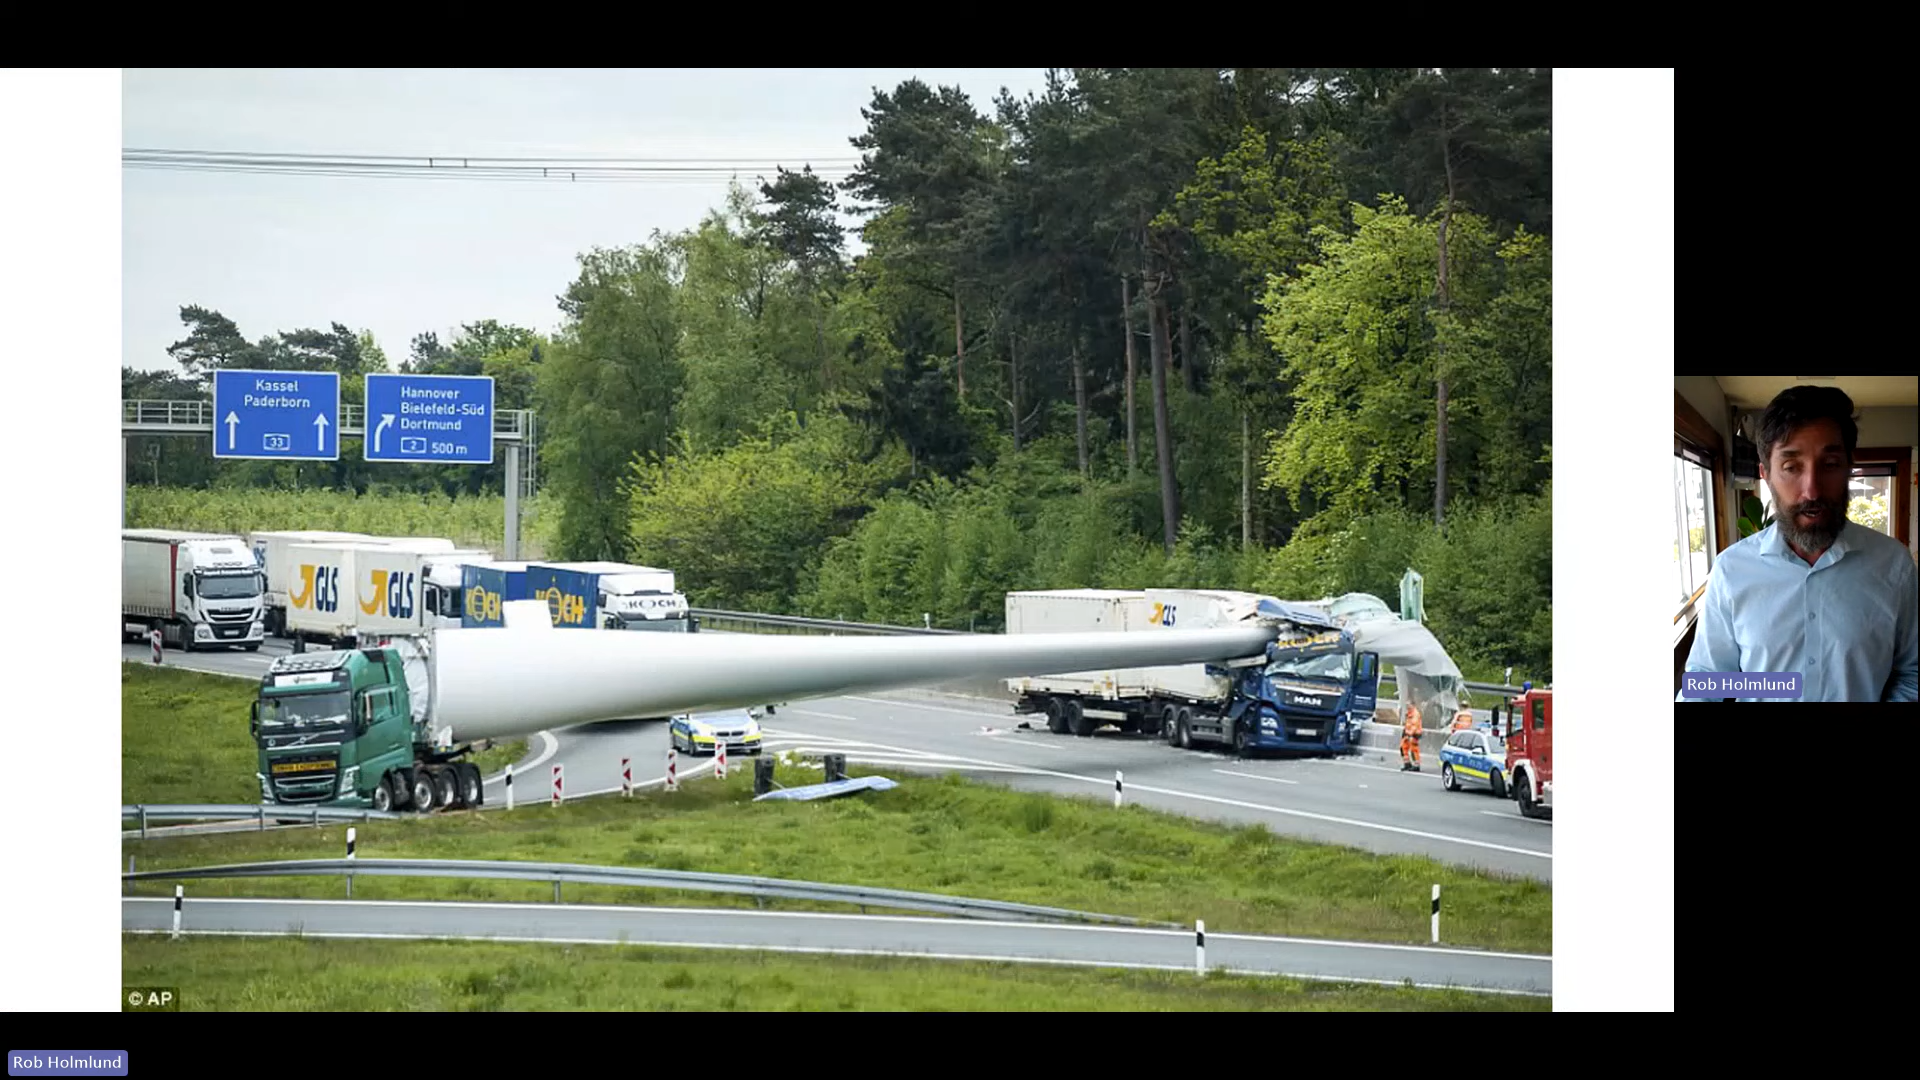 Kassel
Paderborn
33
Hannover
Bielefeld-Süd
Dortmund
2 500 m
GLS
GLS
KOCH
KOCH
KOCH
GLS
MAN
© AP
Rob Holmlund
Rob Holmlund